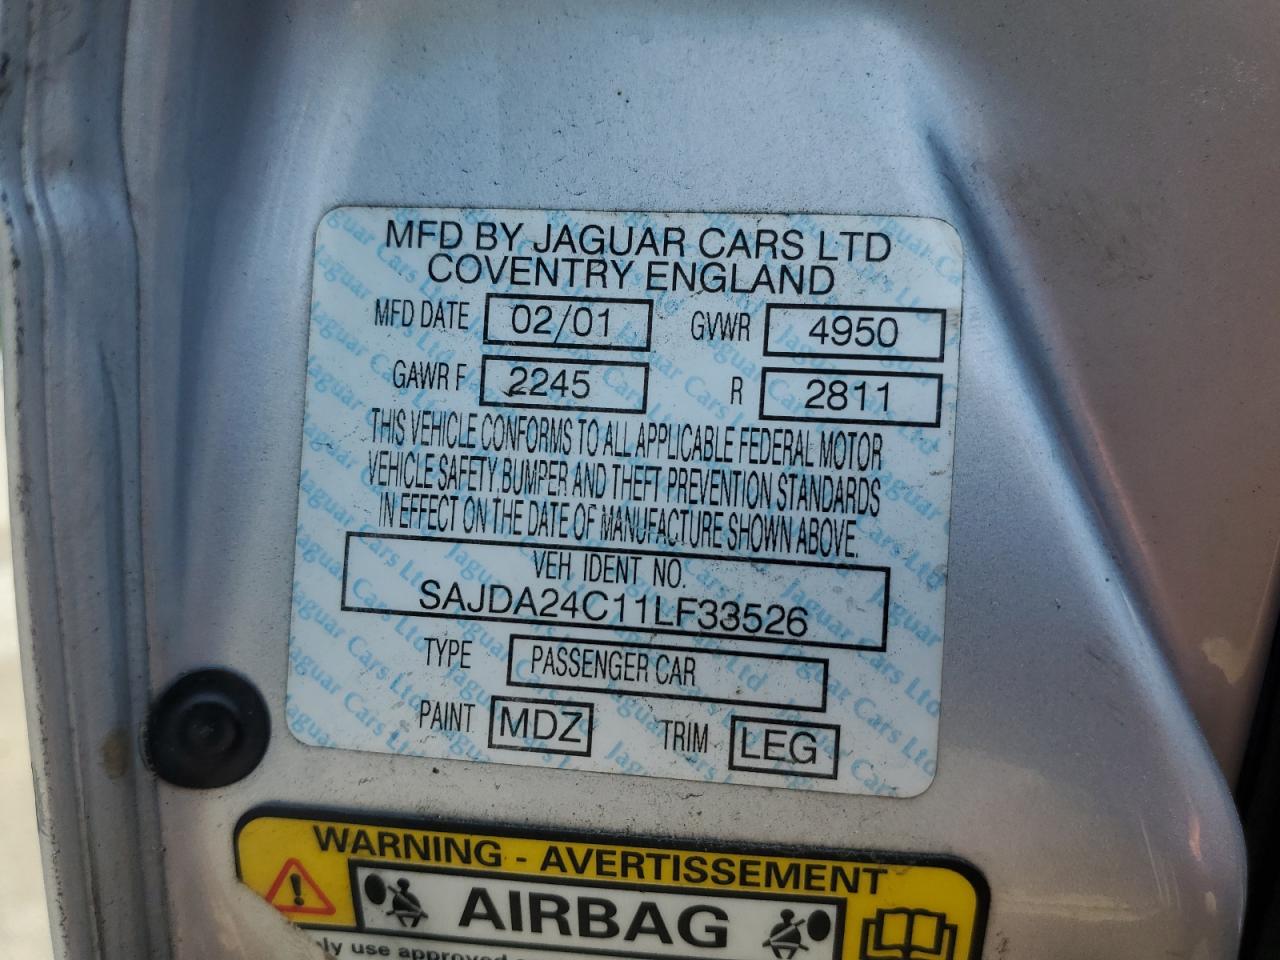 MFD BY JAGUAR CARS LTD
COVENTRY ENGLAND
MFD DATE 02/01 GVWR 4950
GAWR F 2245 R 2811
THIS VEHICLE CONFORMS TO ALL APPLICABLE FEDERAL MOTOR
VEHICLE SAFETY, BUMPER AND THEFT PREVENTION STANDARDS
IN EFFECT ON THE DATE OF MANUFACTURE SHOWN ABOVE.
VEH. IDENT NO.
SAJDA24C11LF33526
TYPE PASSENGER CAR
PAINT MDZ TRIM LEG
WARNING - AVERTISSEMENT
AIRBAG
use approved